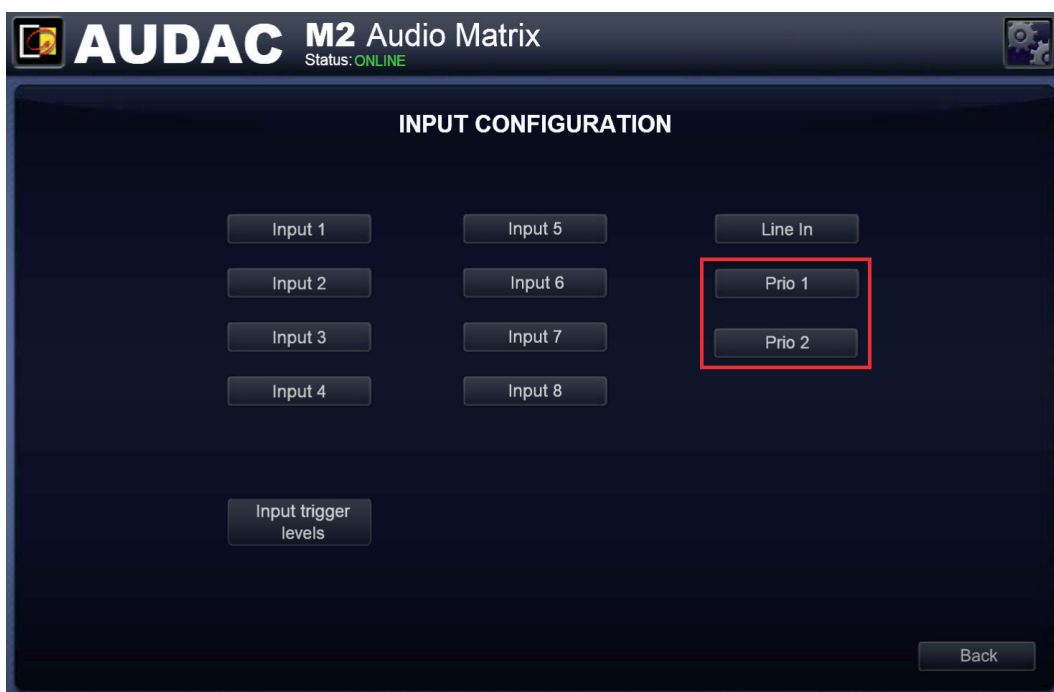 AUDAC M2 Audio Matrix
Status: ONLINE
INPUT CONFIGURATION
Input 1
Input 2
Input 3
Input 4
Input 5
Input 6
Input 7
Input 8
Line In
Prio 1
Prio 2
Input trigger
levels
Back